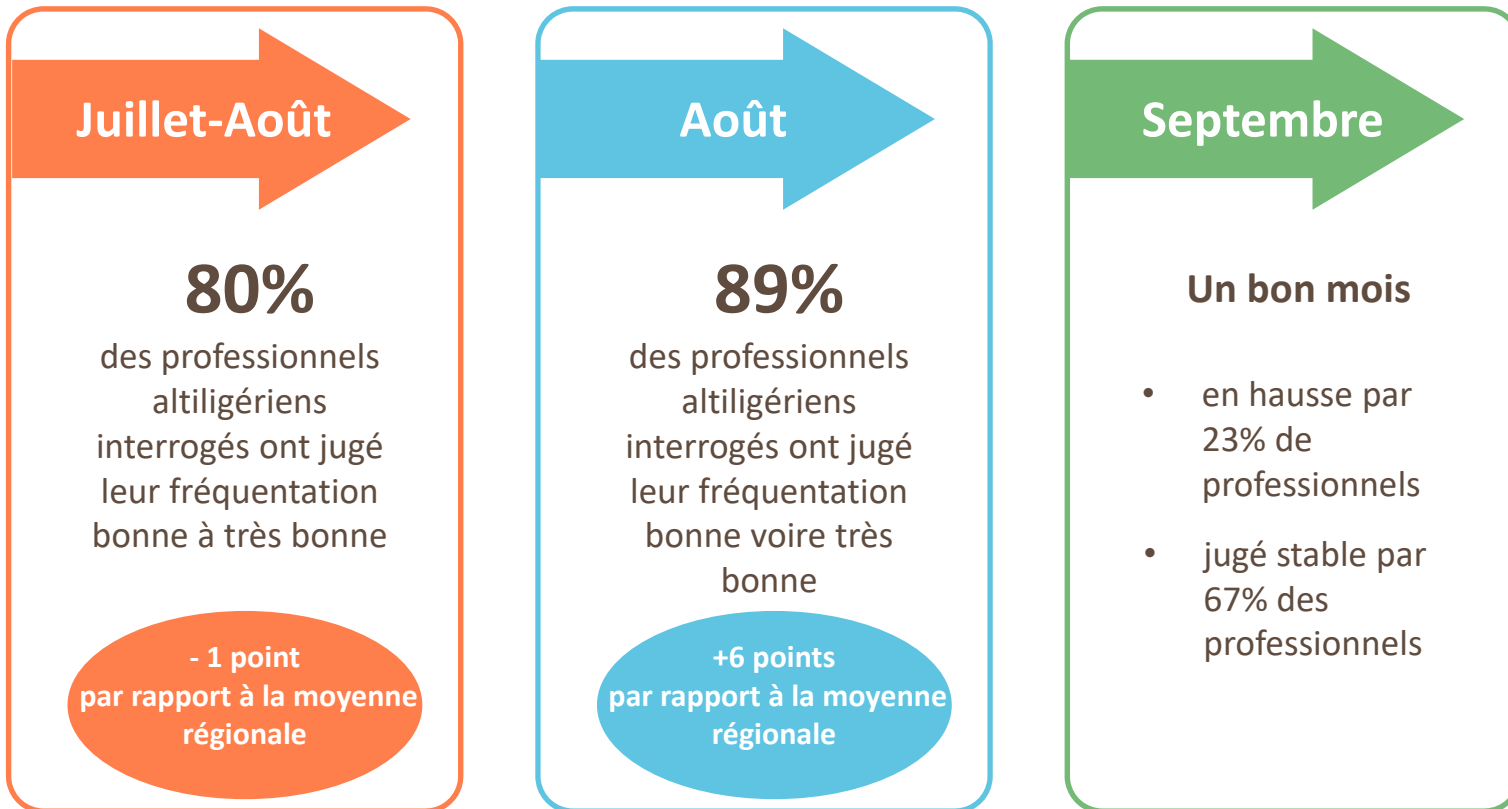 Juillet-Août
80%
des professionnels
altiligériens
interrogés ont jugé
leur fréquentation
bonne à très bonne
- 1 point
par rapport à la moyenne
régionale
Août
89%
des professionnels
altiligériens
interrogés ont jugé
leur fréquentation
bonne voire très
bonne
+6 points
par rapport à la moyenne
régionale
Septembre
Un bon mois
• en hausse par
23% de
professionnels
• jugé stable par
67% des
professionnels